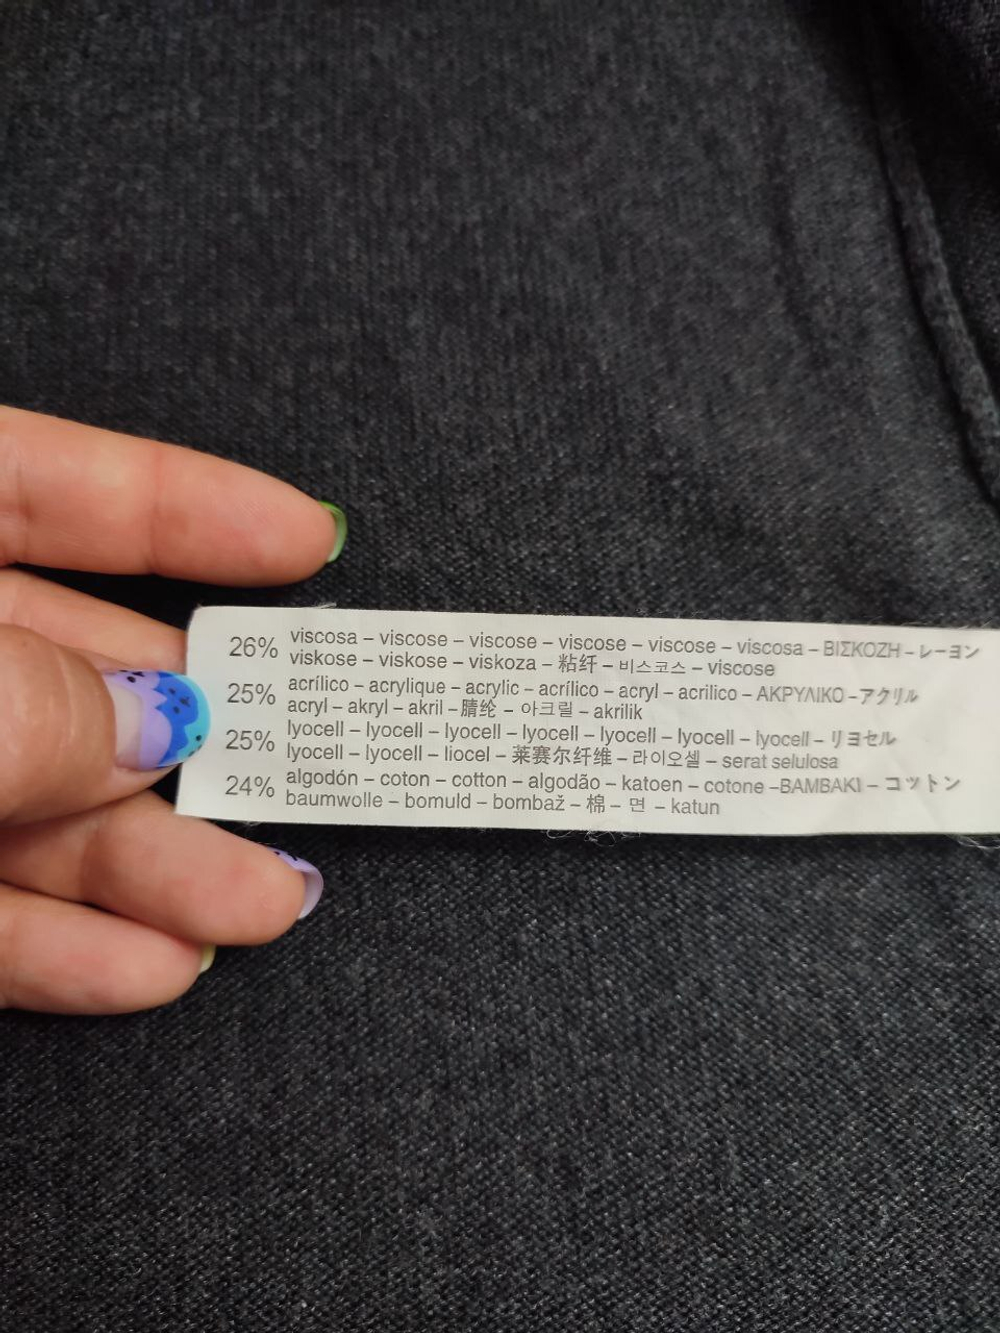 26% viscosa – viscose – viscose – viscose – viscose – viscosa – ΒΙΣΚΟΖΗ – レーヨン
viskose – viskose – viskoza – 粘纤 – 비스코스 – viscose
25% acrílico – acrylique – acrylic – acrílico – acryl – acrilico – ΑΚΡΥΛΙΚΟ –アクリル
acryl – akryl – akril –腈纶 – 아크릴 – akrilik
25% lyocell – lyocell – lyocell – lyocell – lyocell – lyocell – lyocell – リヨセル
lyocell – lyocell – liocel – 莱赛尔纤维 – 라이오셀 – serat selulosa
24% algodón – coton – cotton – algodão – katoen – cotone –ΒΑΜΒΑΚΙ – コットン
baumwolle – bomuld – bombaž – 棉 – 면 – katun